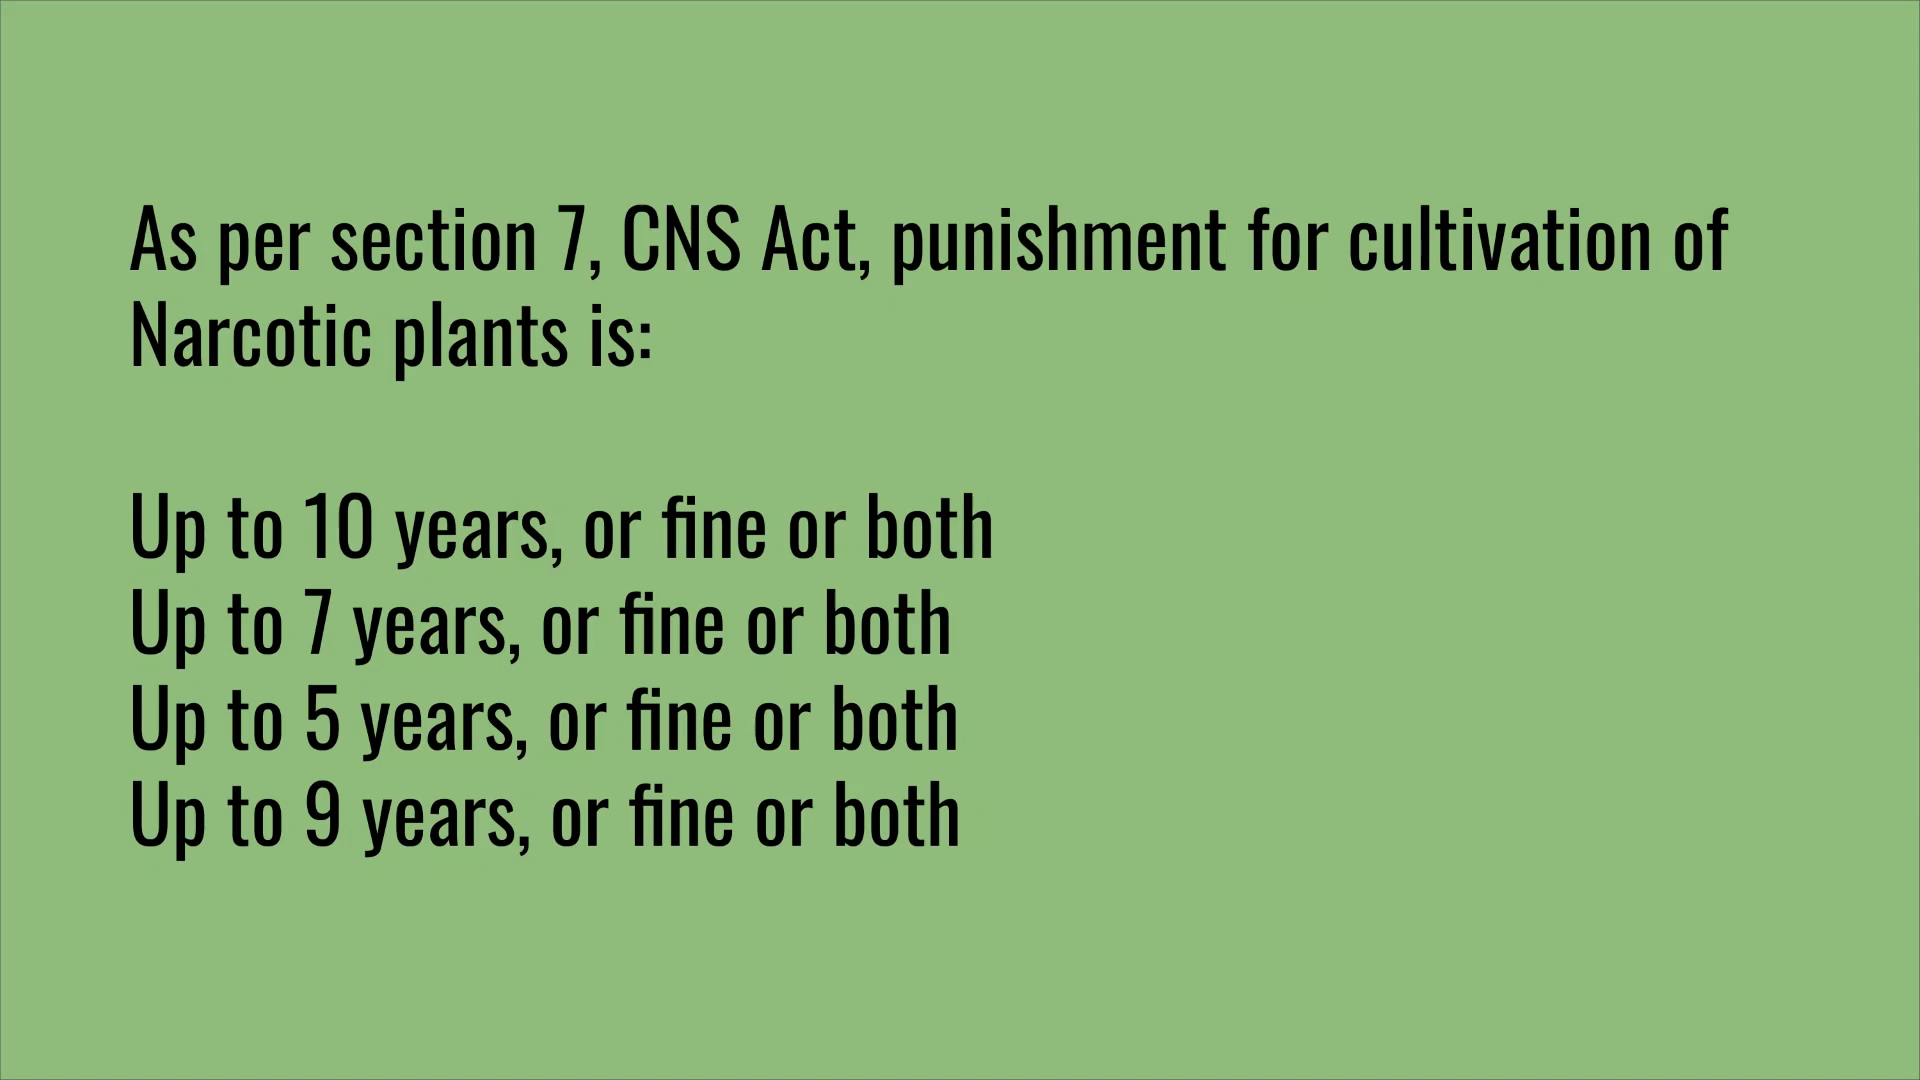 As per section 7, CNS Act, punishment for cultivation of
Narcotic plants is:
Up to 10 years, or fine or both
Up to 7 years, or fine or both
Up to 5 years, or fine or both
Up to 9 years, or fine or both